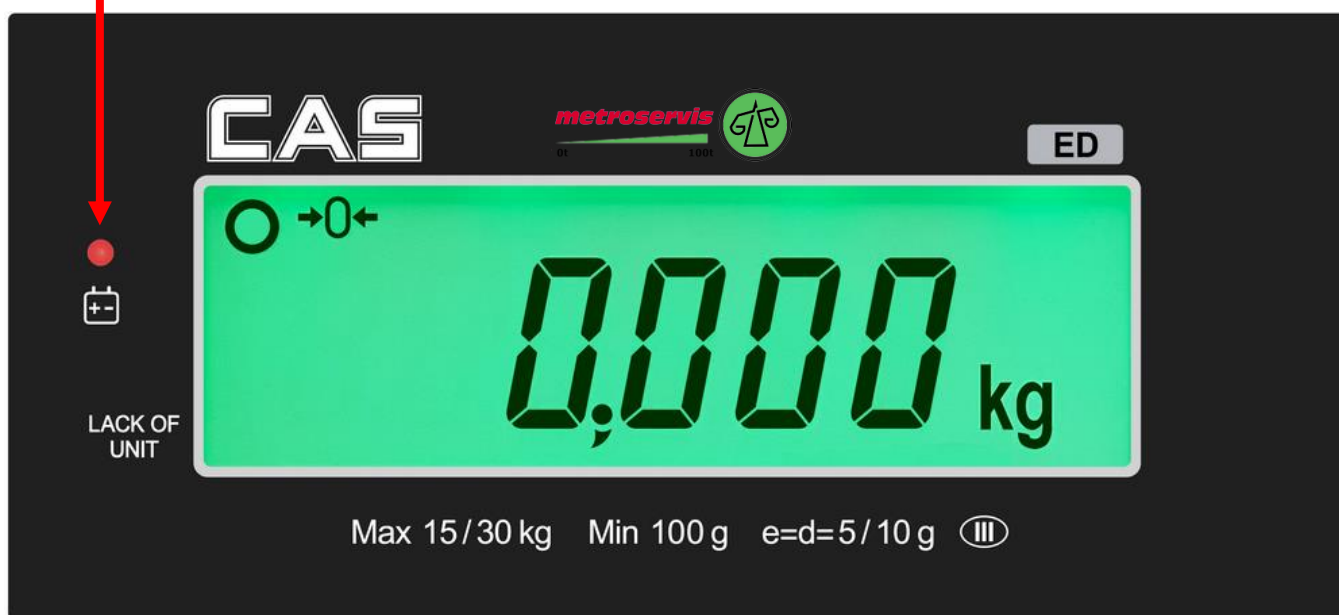 CAS
metroservis
0t 100t
ED
→0←
0,000 kg
+ -
LACK OF
UNIT
Max 15/30 kg Min 100 g e=d=5/10 g III